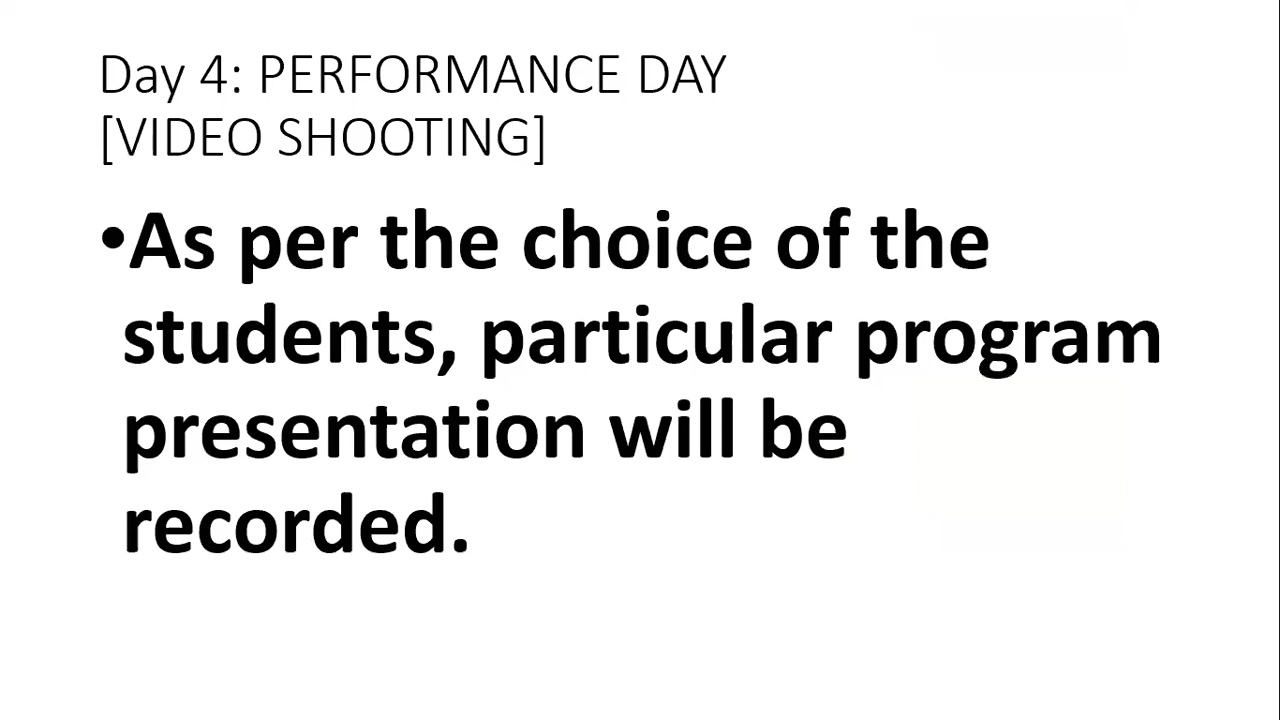 Day 4: PERFORMANCE DAY
[VIDEO SHOOTING]
•As per the choice of the
students, particular program
presentation will be
recorded.